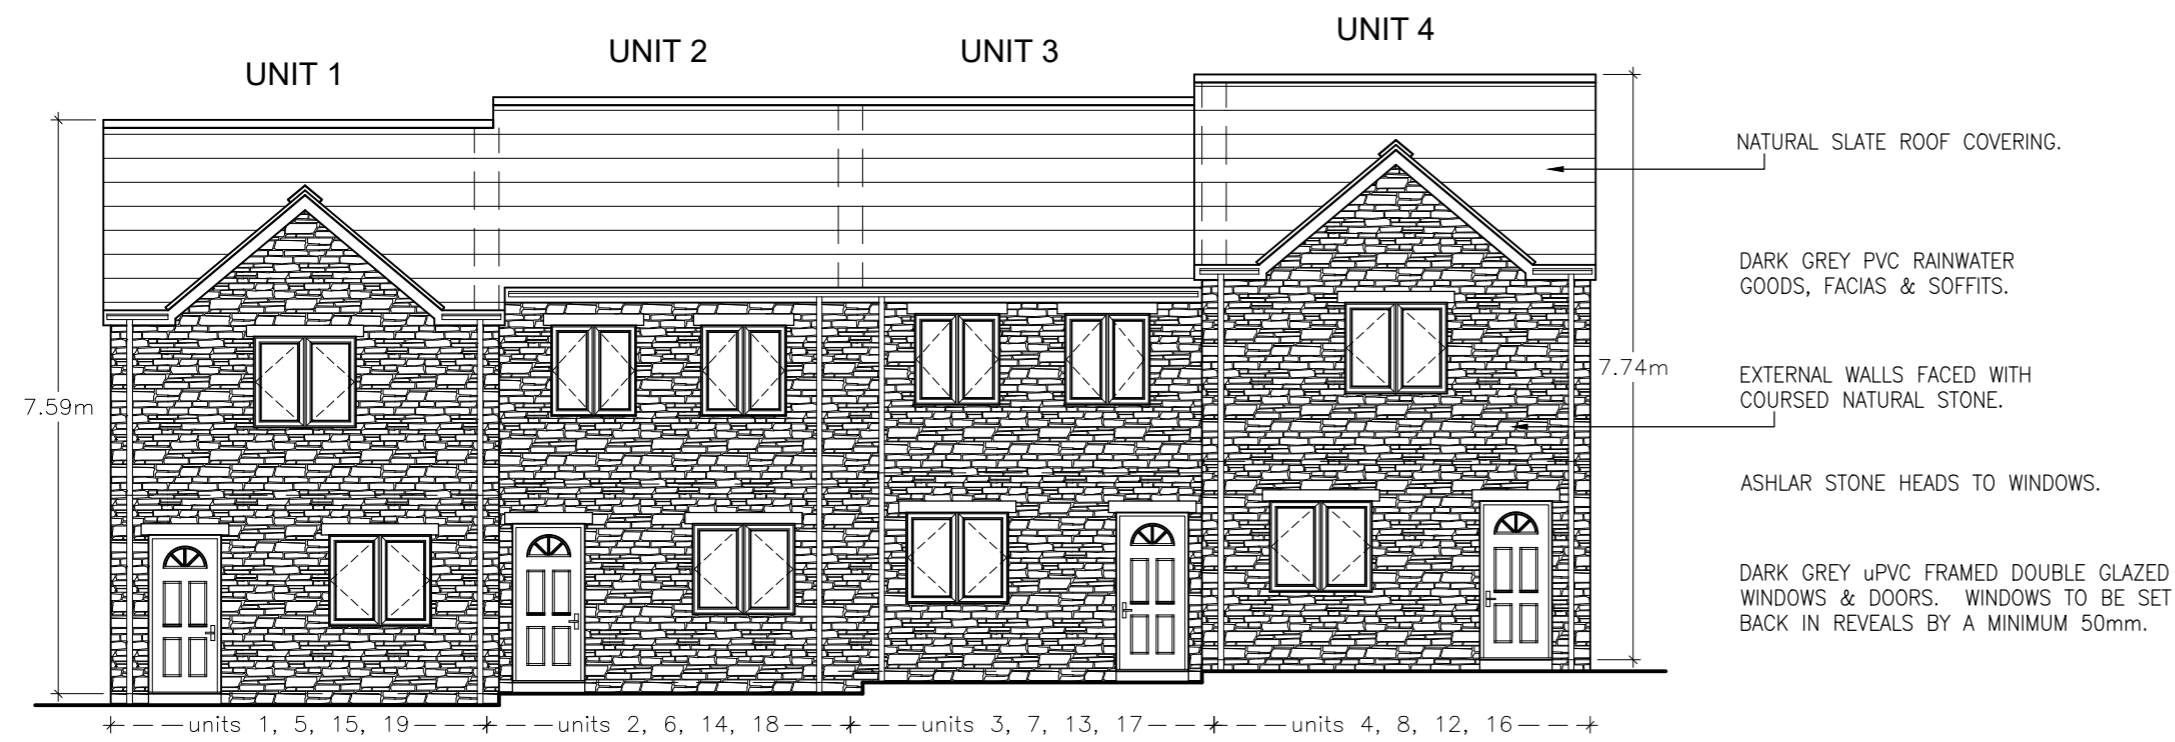 UNIT 1
UNIT 2
UNIT 3
UNIT 4
7.59m
7.74m
NATURAL SLATE ROOF COVERING.
DARK GREY PVC RAINWATER
GOODS, FACIAS & SOFFITS.
EXTERNAL WALLS FACED WITH
COURSED NATURAL STONE.
ASHLAR STONE HEADS TO WINDOWS.
DARK GREY uPVC FRAMED DOUBLE GLAZED
WINDOWS & DOORS. WINDOWS TO BE SET
BACK IN REVEALS BY A MINIMUM 50mm.
units 1, 5, 15, 19
units 2, 6, 14, 18
units 3, 7, 13, 17
units 4, 8, 12, 16